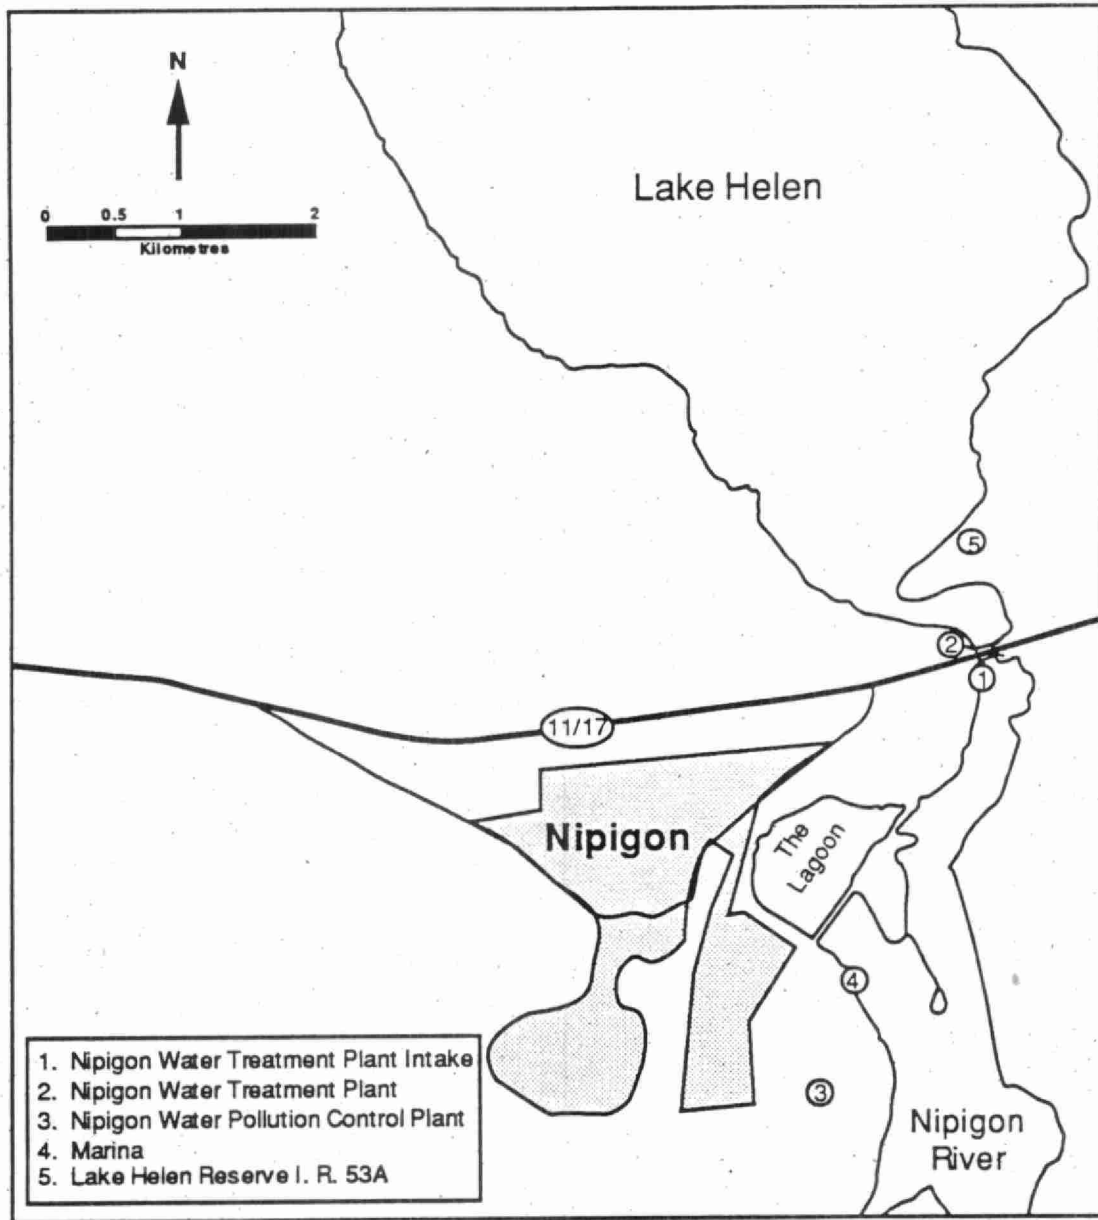 N
0 0.5 1 2
Kilometres
Lake Helen
5
2
1
11/17
Nipigon
The
Lagoon
4
3
Nipigon
River
1. Nipigon Water Treatment Plant Intake
2. Nipigon Water Treatment Plant
3. Nipigon Water Pollution Control Plant
4. Marina
5. Lake Helen Reserve I. R. 53A